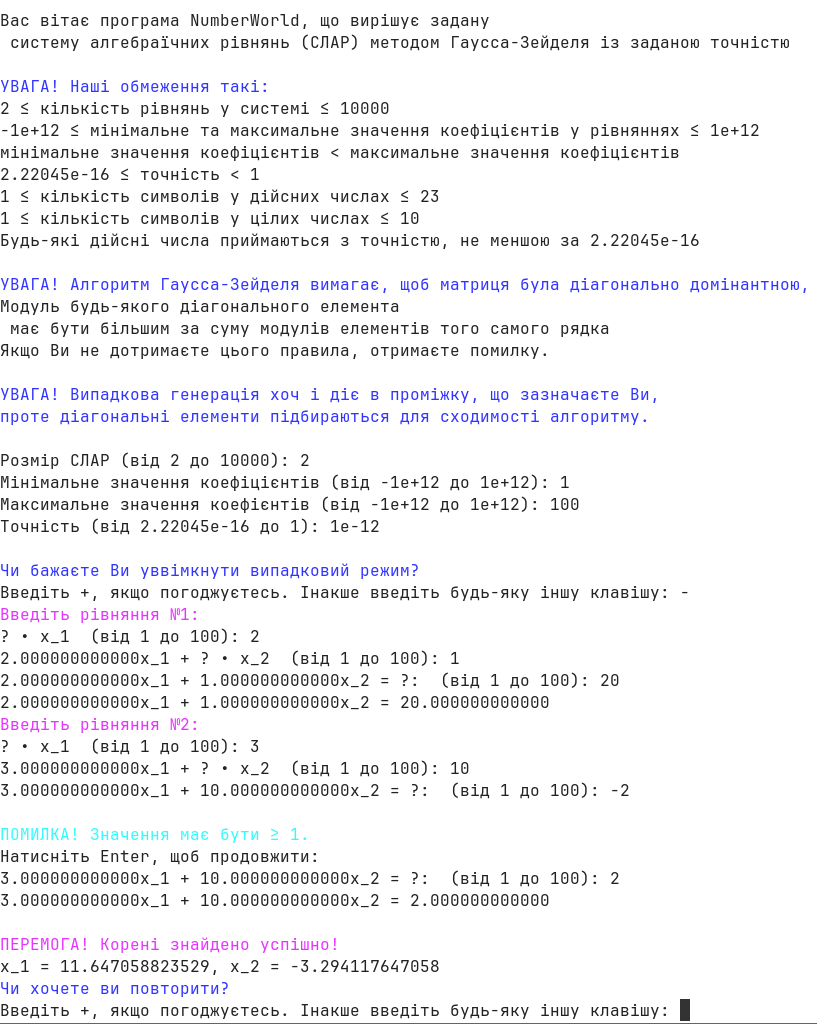 Вас вітає програма NumberWorld, що вирішує задану
систему алгебраїчних рівнянь (СЛАР) методом Гаусса-Зейделя із заданою точністю
УВАГА! Наші обмеження такі:
2 ≤ кількість рівнянь у системі ≤ 10000
-1e+12 ≤ мінімальне та максимальне значення коефіцієнтів у рівняннях ≤ 1e+12
мінімальне значення коефіцієнтів < максимальне значення коефіцієнтів
2.22045e-16 ≤ точність < 1
1 ≤ кількість символів у дійсних числах ≤ 23
1 ≤ кількість символів у цілих числах ≤ 10
Будь-які дійсні числа приймаються з точністю, не меншою за 2.22045e-16
УВАГА! Алгоритм Гаусса-Зейделя вимагає, щоб матриця була діагонально домінантною,
Модуль будь-якого діагонального елемента
має бути більшим за суму модулів елементів того самого рядка
Якщо Ви не дотримаєте цього правила, отримаєте помилку.
УВАГА! Випадкова генерація хоч і діє в проміжку, що зазначаєте Ви,
проте діагональні елементи підбираються для сходимості алгоритму.
Розмір СЛАР (від 2 до 10000): 2
Мінімальне значення коефіцієнтів (від -1e+12 до 1e+12): 1
Максимальне значення коефієнтів (від -1e+12 до 1e+12): 100
Точність (від 2.22045e-16 до 1): 1e-12
Чи бажаєте Ви уввімкнути випадковий режим?
Введіть +, якщо погоджуєтесь. Інакше введіть будь-яку іншу клавішу: -
Введіть рівняння №1:
? • x_1  (від 1 до 100): 2
2.000000000000x_1 + ? • x_2  (від 1 до 100): 1
2.000000000000x_1 + 1.000000000000x_2 = ?:  (від 1 до 100): 20
2.000000000000x_1 + 1.000000000000x_2 = 20.000000000000
Введіть рівняння №2:
? • x_1  (від 1 до 100): 3
3.000000000000x_1 + ? • x_2  (від 1 до 100): 10
3.000000000000x_1 + 10.000000000000x_2 = ?:  (від 1 до 100): -2
ПОМИЛКА! Значення має бути ≥ 1.
Натисніть Enter, щоб продовжити:
3.000000000000x_1 + 10.000000000000x_2 = ?:  (від 1 до 100): 2
3.000000000000x_1 + 10.000000000000x_2 = 2.000000000000
ПЕРЕМОГА! Корені знайдено успішно!
x_1 = 11.647058823529, x_2 = -3.294117647058
Чи хочете ви повторити?
Введіть +, якщо погоджуєтесь. Інакше введіть будь-яку іншу клавішу: